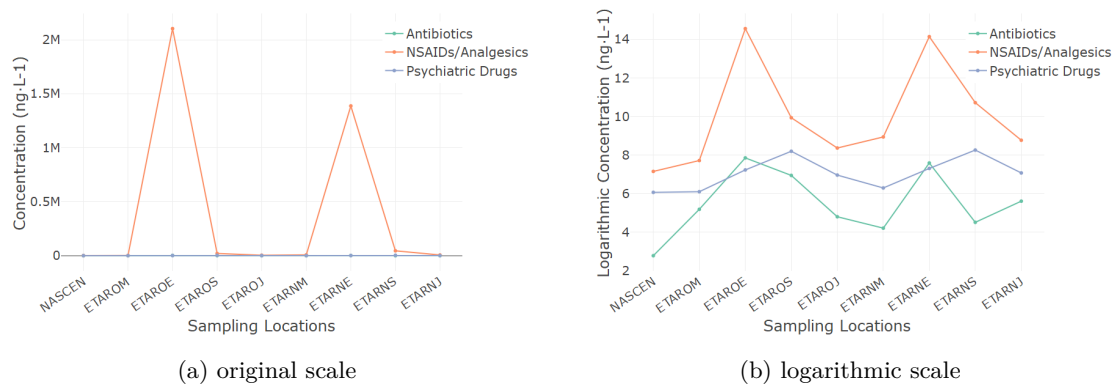 Concentration (ng·L-1)
2M
1.5M
1M
0.5M
0
Antibiotics
NSAIDs/Analgesics
Psychiatric Drugs
NASCEN
ETAROM
ETAROE
ETAROS
ETAROJ
ETARNM
ETARNE
ETARNS
ETARNJ
Sampling Locations
(a) original scale
Logarithmic Concentration (ng·L-1)
14
12
10
8
6
4
2
Antibiotics
NSAIDs/Analgesics
Psychiatric Drugs
NASCEN
ETAROM
ETAROE
ETAROS
ETAROJ
ETARNM
ETARNE
ETARNS
ETARNJ
Sampling Locations
(b) logarithmic scale